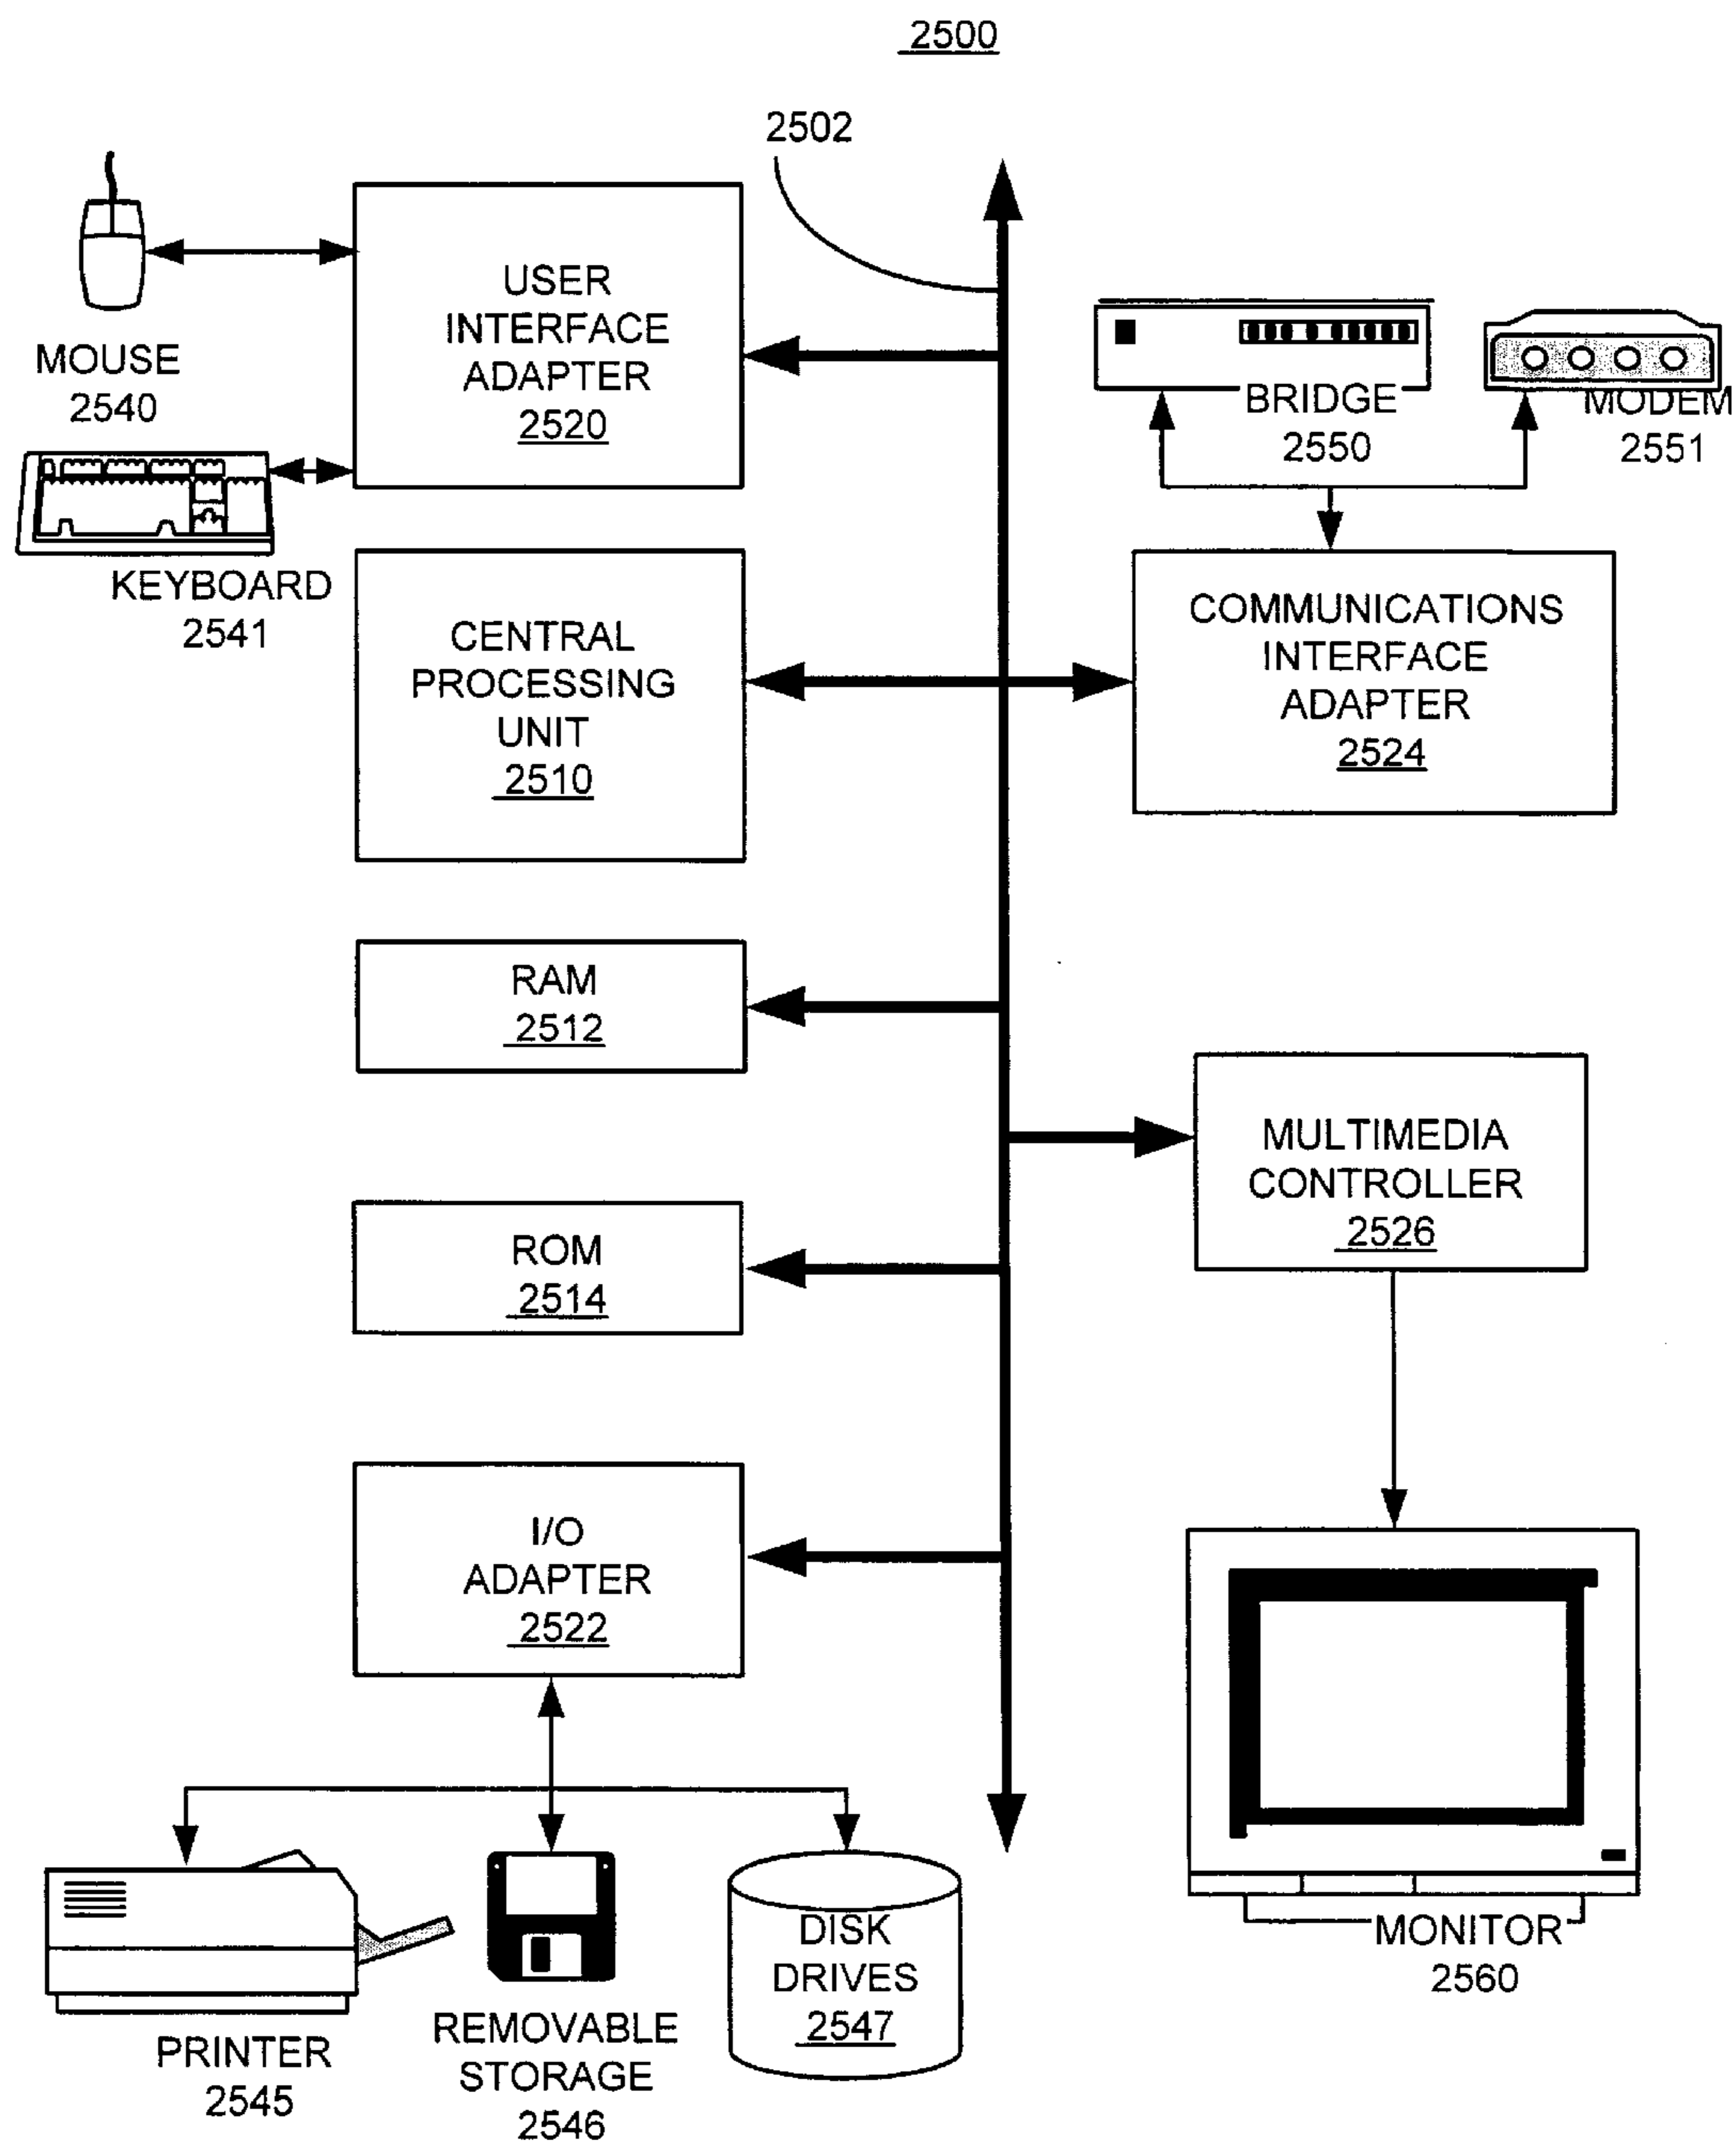 2500
2502
MOUSE
2540
USER
INTERFACE
ADAPTER
2520
KEYBOARD
2541
BRIDGE
2550
MODEM
2551
CENTRAL
PROCESSING
UNIT
2510
COMMUNICATIONS
INTERFACE
ADAPTER
2524
RAM
2512
MULTIMEDIA
CONTROLLER
2526
ROM
2514
I/O
ADAPTER
2522
PRINTER
2545
REMOVABLE
STORAGE
2546
DISK
DRIVES
2547
MONITOR
2560